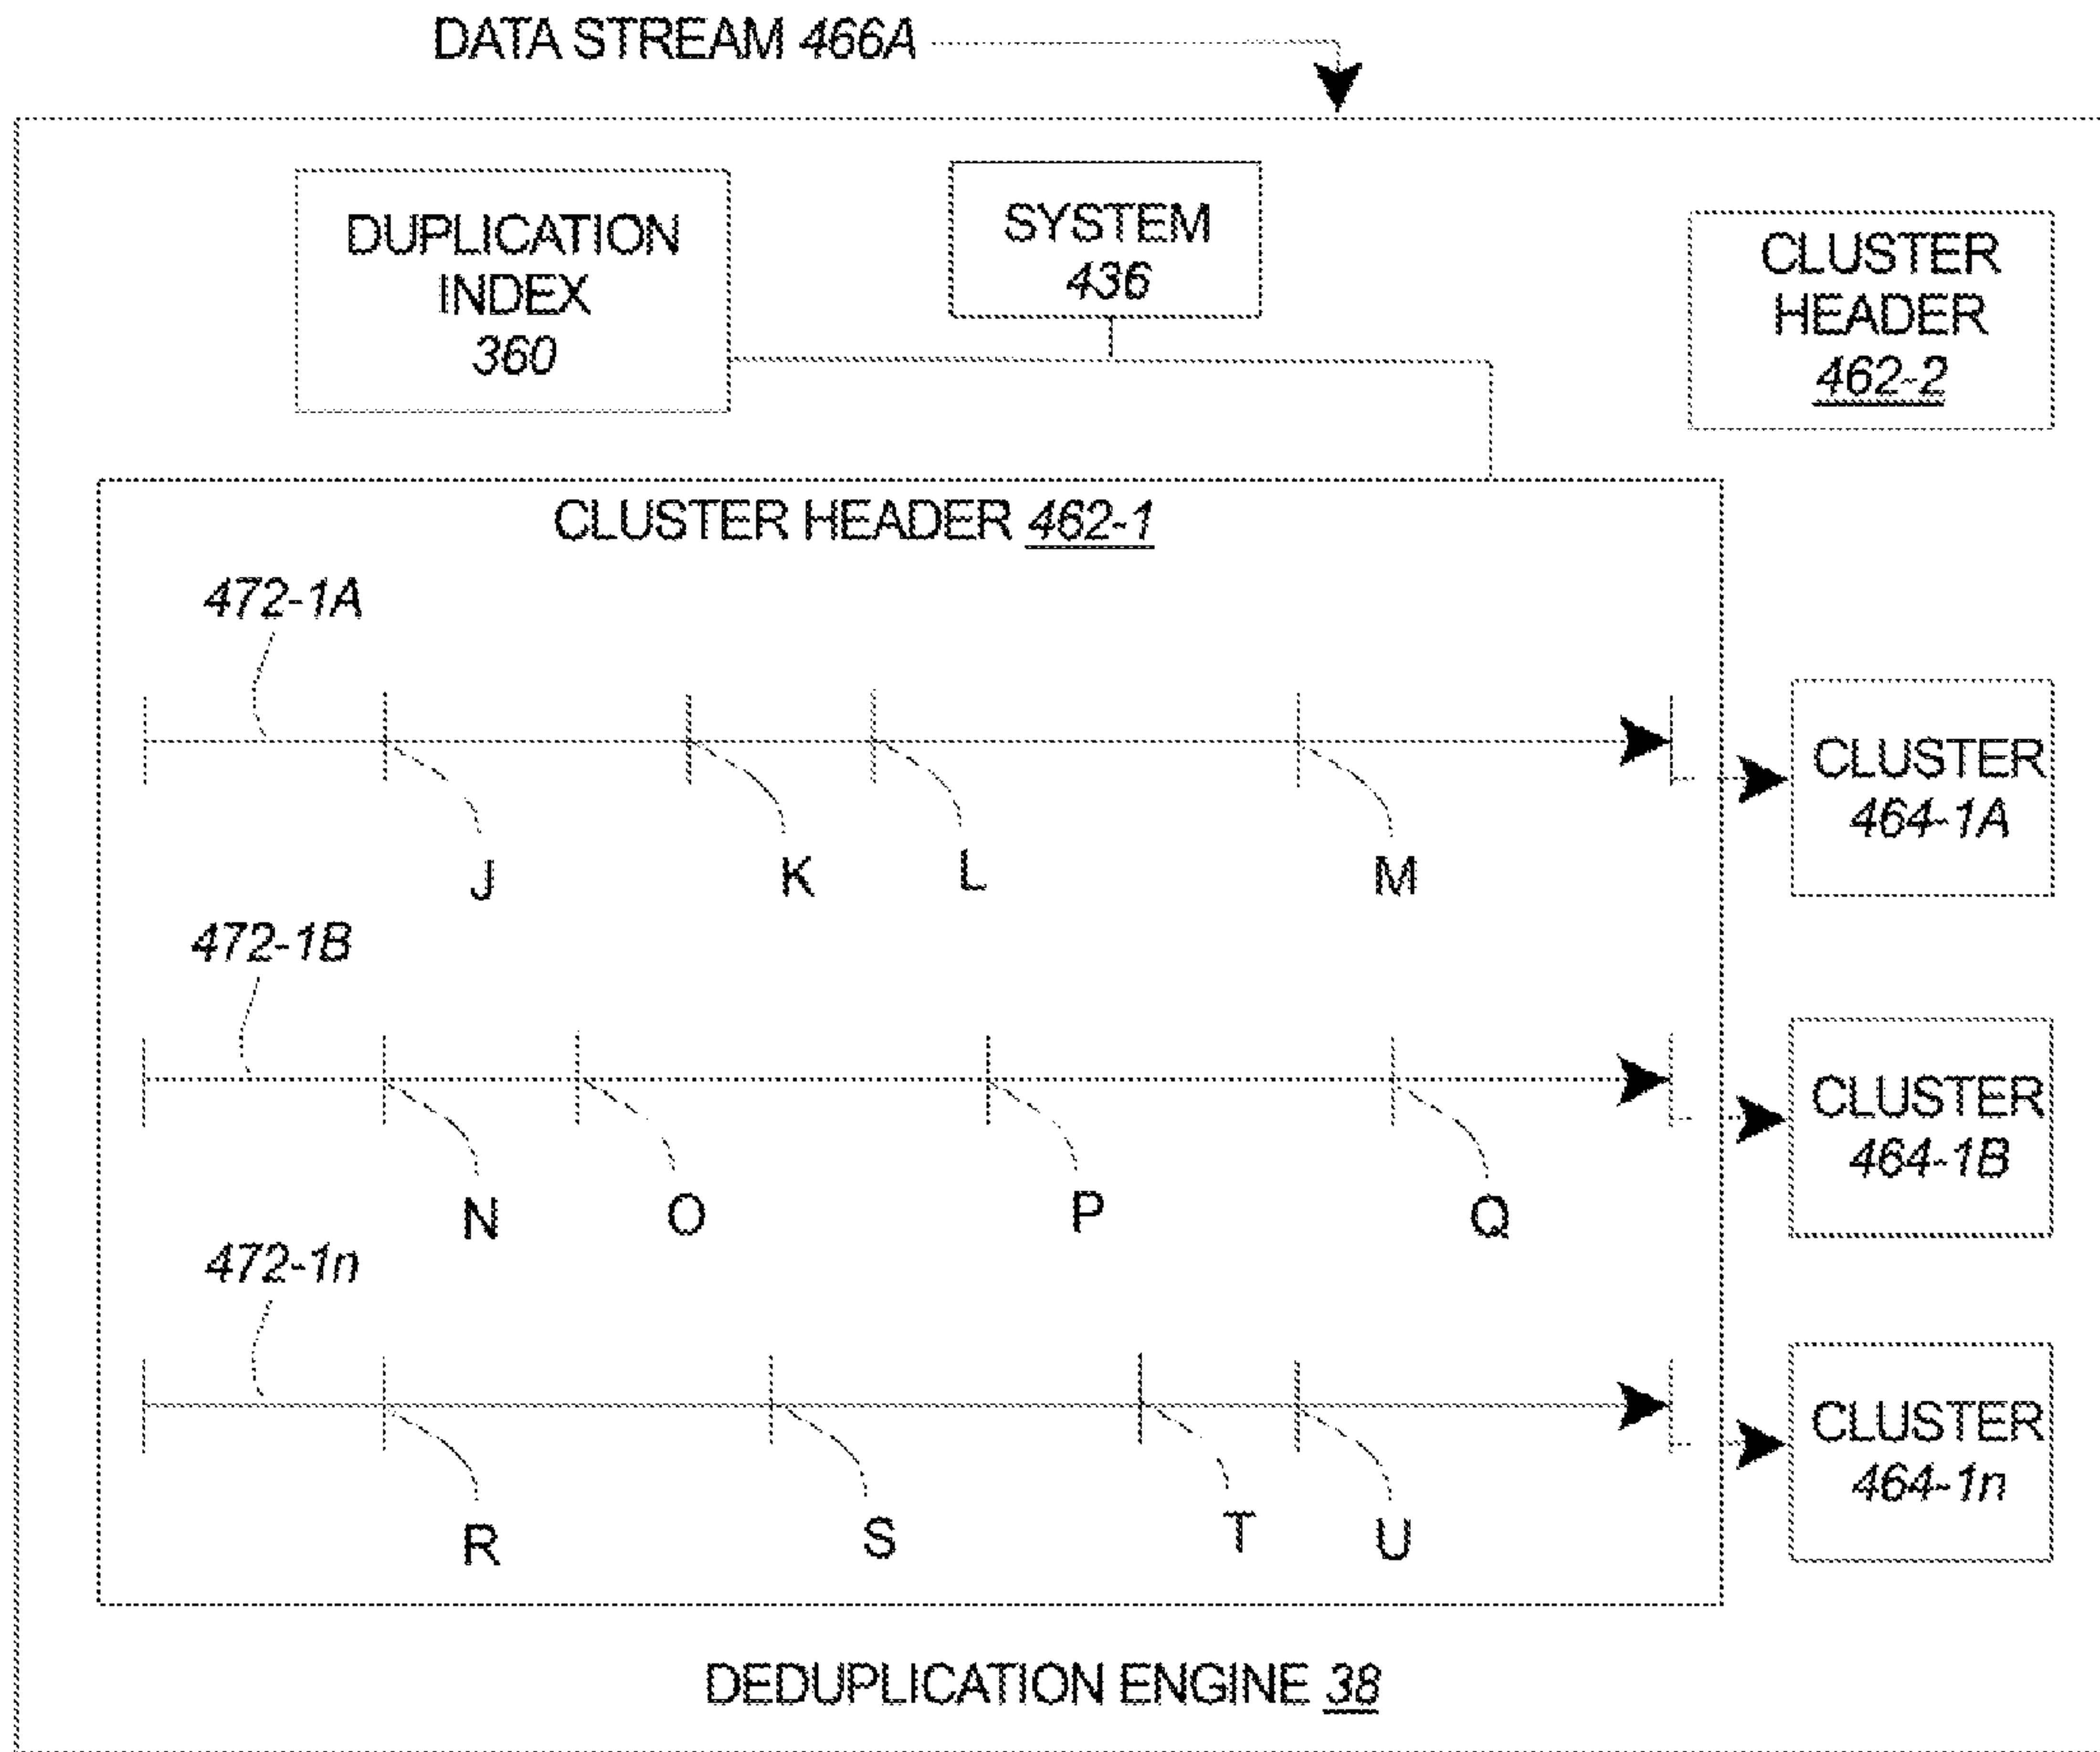 DATA STREAM 466A
DUPLICATION
INDEX
360
SYSTEM
436
CLUSTER
HEADER
462-2
CLUSTER HEADER 462-1
472-1A
J K L M
CLUSTER
464-1A
472-1B
N O P Q
CLUSTER
464-1B
472-1n
R S T U
CLUSTER
464-1n
DEDUPLICATION ENGINE 38